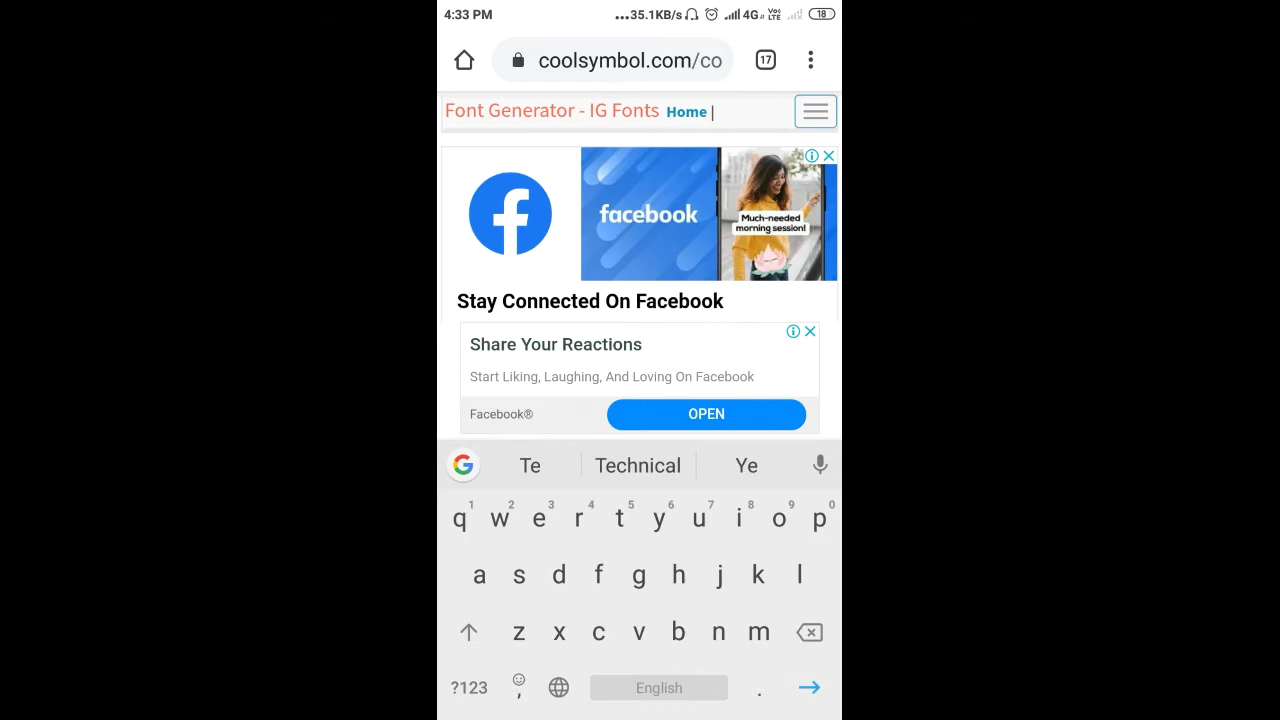 4:33 PM
...35.1KB/s 4G Vo LTE 18
coolsymbol.com/co 17
Font Generator - IG Fonts Home |
facebook
Much-needed
morning session!
Stay Connected On Facebook
Share Your Reactions
Start Liking, Laughing, And Loving On Facebook
Facebook® OPEN
G Te Technical Ye
1 2 3 4 5 6 7 8 9 0
q w e r t y u i o p
a s d f g h j k l
z x c v b n m
?123 , English .